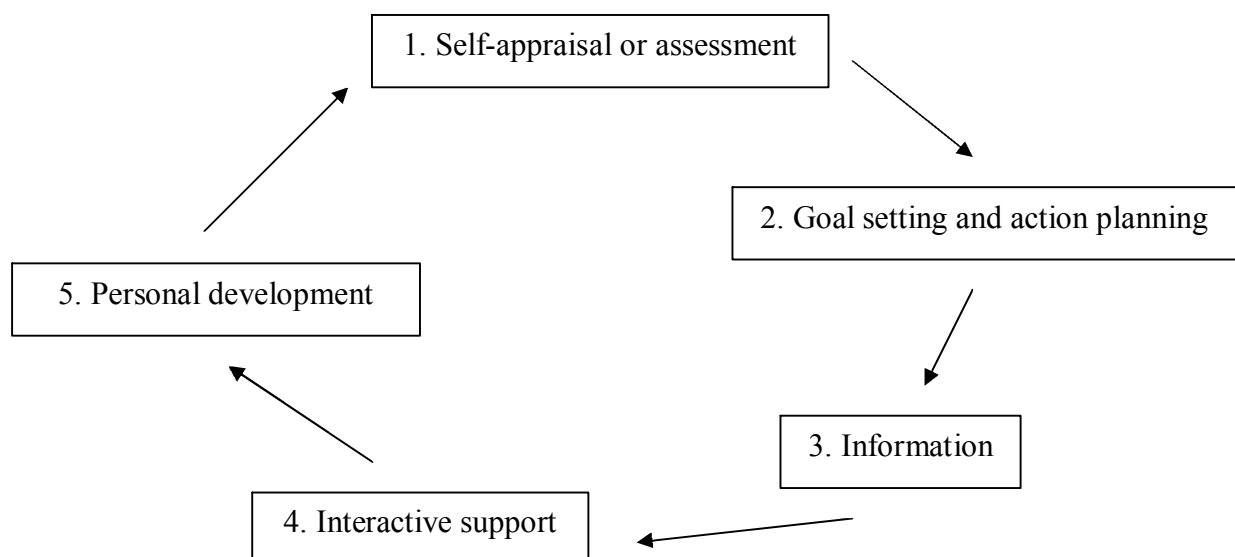 1. Self-appraisal or assessment
2. Goal setting and action planning
3. Information
4. Interactive support
5. Personal development